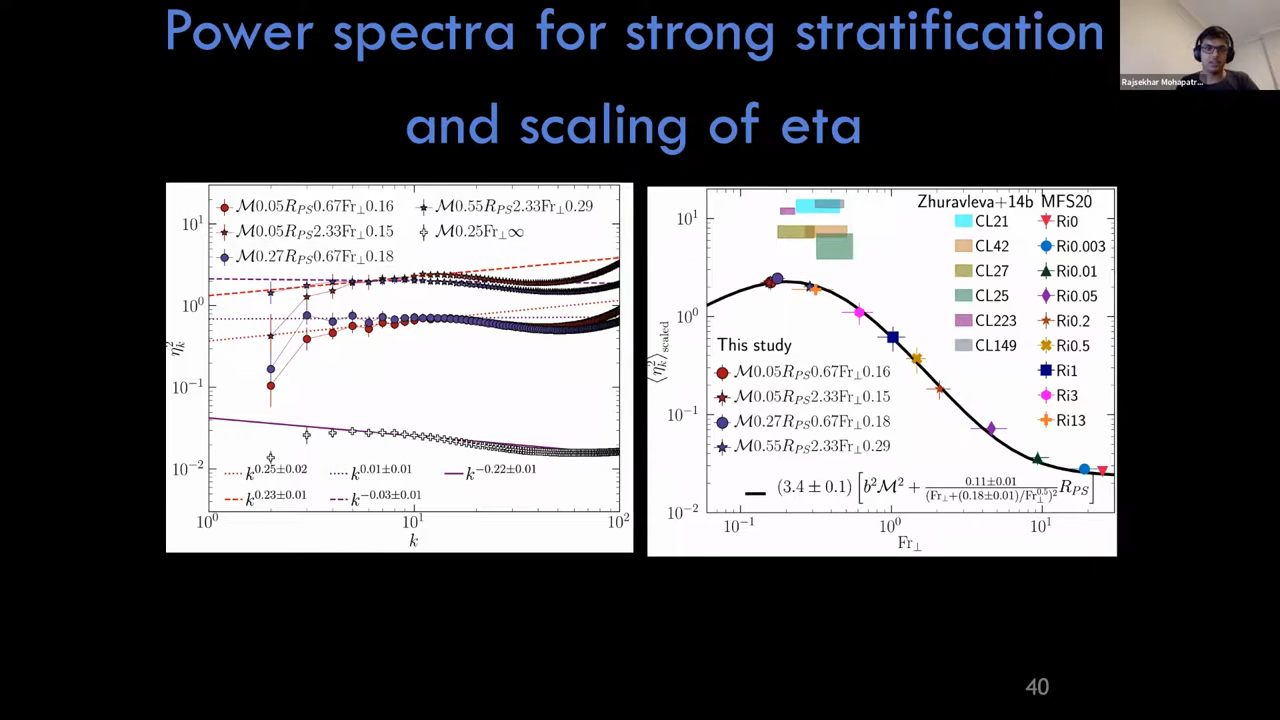 Power spectra for strong stratification
and scaling of eta
Rajsekhar Mohapatr...
M0.05R_PS0.67Fr⊥0.16
M0.05R_PS2.33Fr⊥0.15
M0.27R_PS0.67Fr⊥0.18
M0.55R_PS2.33Fr⊥0.29
M0.25Fr⊥∞
10^1
10^0
10^−1
10^−2
η_k^2
k^0.25±0.02
k^0.23±0.01
k^0.01±0.01
k^−0.03±0.01
k^−0.22±0.01
10^0
10^1
10^2
k
Zhuravleva+14b MFS20
CL21
CL42
CL27
CL25
CL223
CL149
Ri0
Ri0.003
Ri0.01
Ri0.05
Ri0.2
Ri0.5
Ri1
Ri3
Ri13
10^1
10^0
10^−1
10^−2
⟨η_k^2⟩_scaled
This study
M0.05R_PS0.67Fr⊥0.16
M0.05R_PS2.33Fr⊥0.15
M0.27R_PS0.67Fr⊥0.18
M0.55R_PS2.33Fr⊥0.29
(3.4 ± 0.1) [b^2M^2 + 0.11±0.01/(Fr⊥+(0.18±0.01)/Fr⊥^0.5)^2 R_PS]
10^−1
10^0
10^1
Fr⊥
40